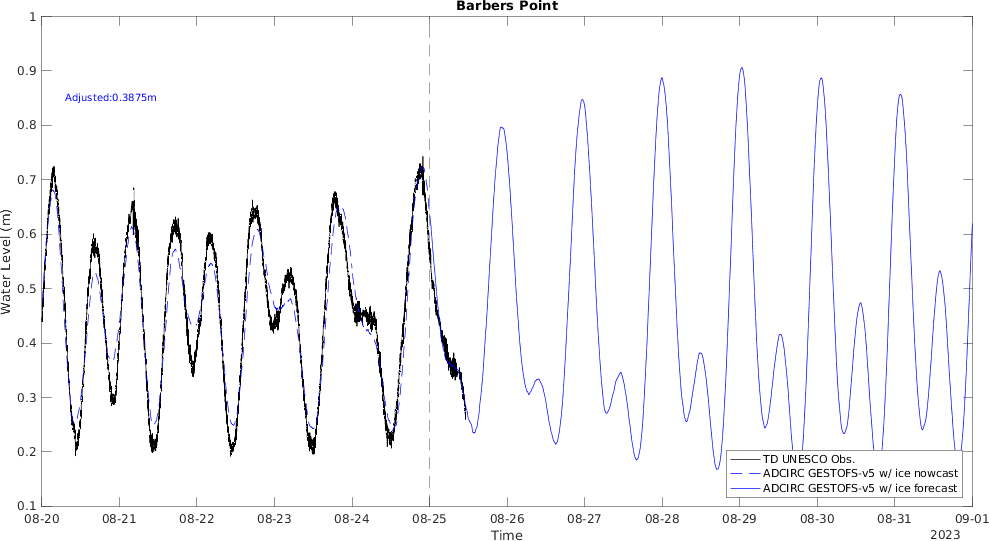 Barbers Point
1
0.9
Adjusted:0.3875m
0.8
0.7
0.6
0.5
0.4
0.3
0.2
0.1
Water Level (m)
TD UNESCO Obs.
ADCIRC GESTOFS-v5 w/ ice nowcast
ADCIRC GESTOFS-v5 w/ ice forecast
08-20 08-21 08-22 08-23 08-24 08-25 08-26 08-27 08-28 08-29 08-30 08-31 09-01
Time
2023